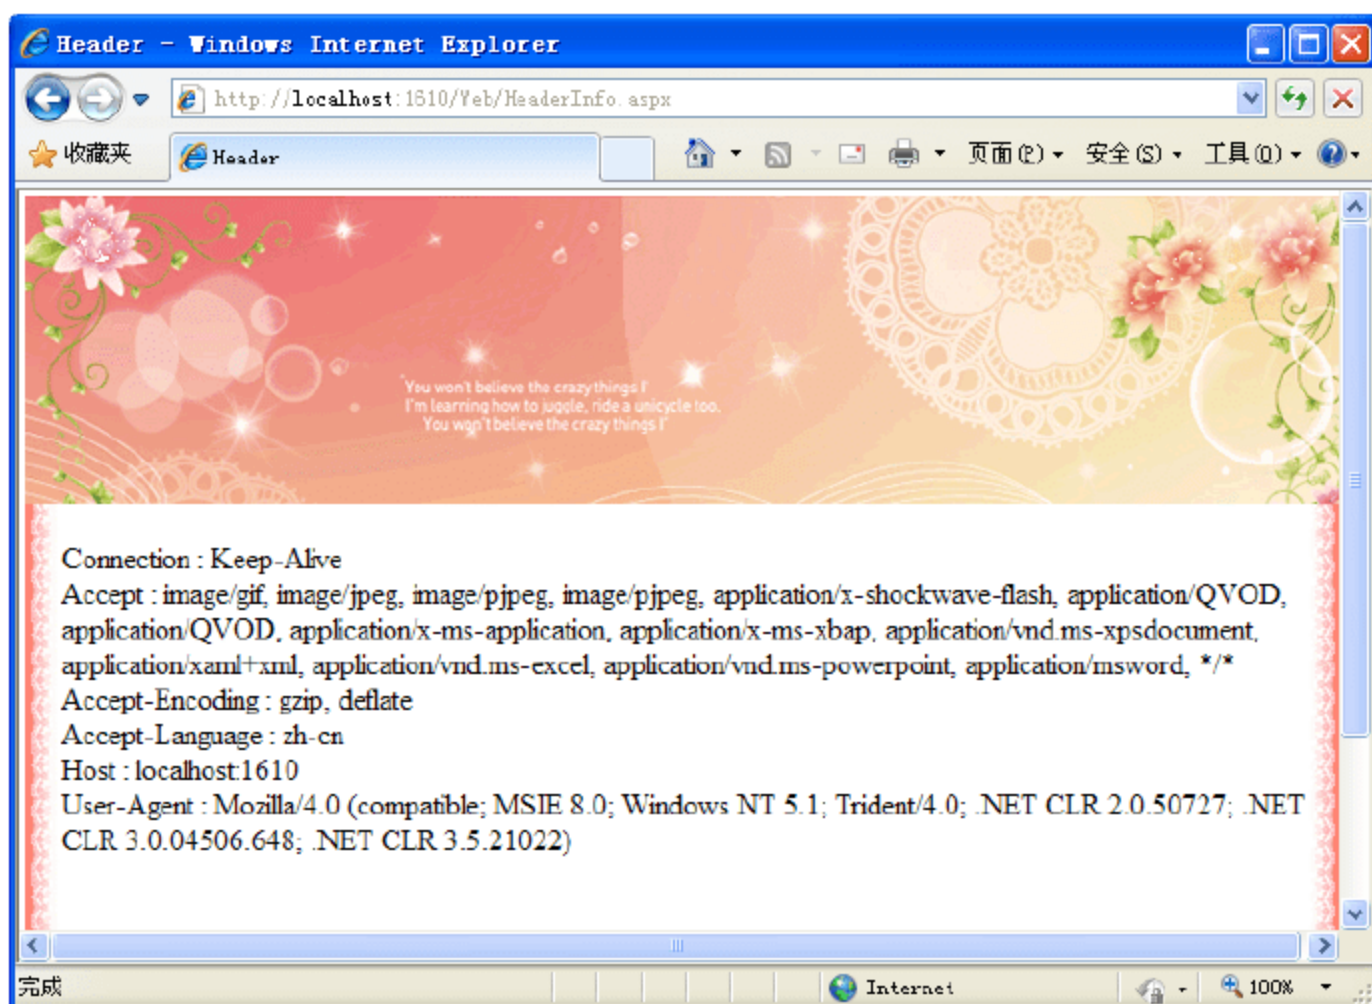 Header - Windows Internet Explorer
http://localhost:1610/Web/HeaderInfo.aspx
收藏夹
Header
页面(P)
安全(S)
工具(O)
"You won't believe the crazy things I'
I'm learning how to juggle, ride a unicycle too.
You won't believe the crazy things I"
Connection : Keep-Alive
Accept : image/gif, image/jpeg, image/pjpeg, image/pjpeg, application/x-shockwave-flash, application/QVOD,
application/QVOD, application/x-ms-application, application/x-ms-xbap, application/vnd.ms-xpsdocument,
application/xaml+xml, application/vnd.ms-excel, application/vnd.ms-powerpoint, application/msword, */*
Accept-Encoding : gzip, deflate
Accept-Language : zh-cn
Host : localhost:1610
User-Agent : Mozilla/4.0 (compatible; MSIE 8.0; Windows NT 5.1; Trident/4.0; .NET CLR 2.0.50727; .NET
CLR 3.0.04506.648; .NET CLR 3.5.21022)
完成
Internet
100%